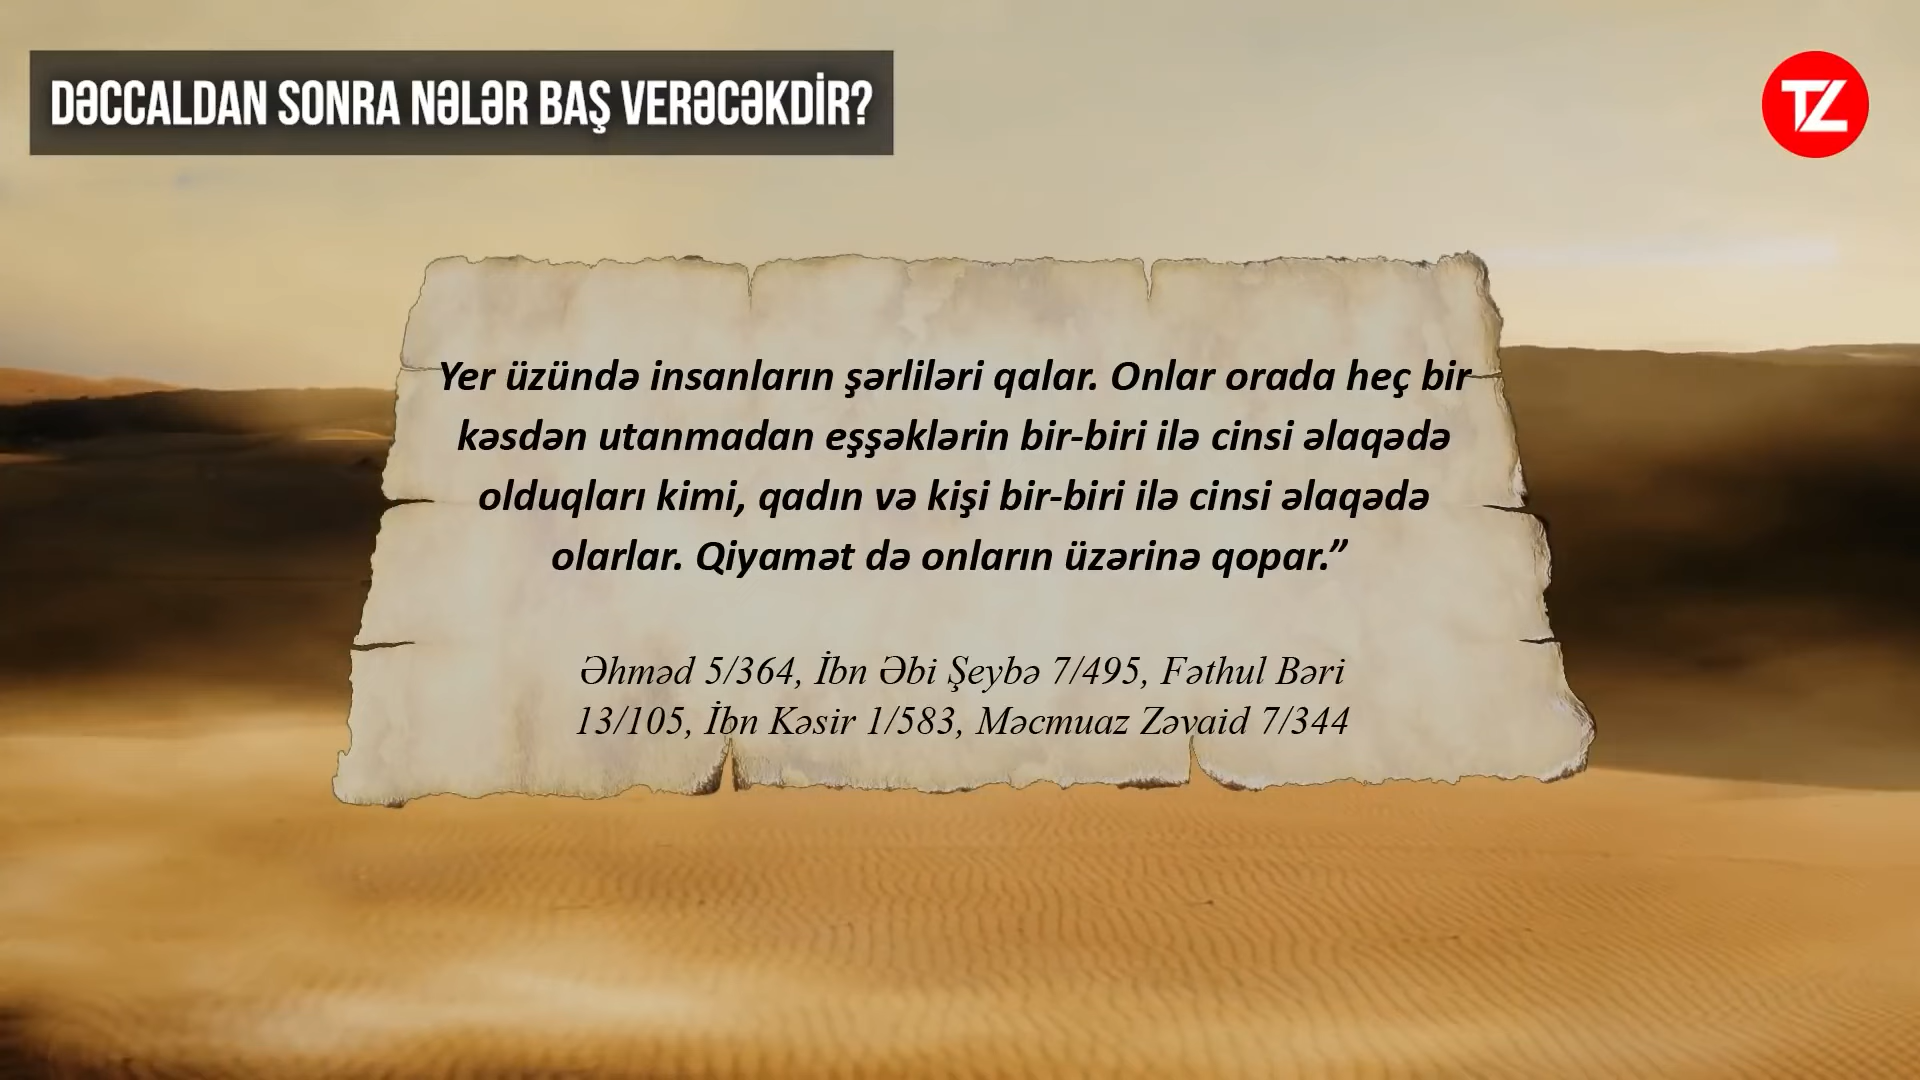 DƏCCALDAN SONRA NƏLƏR BAŞ VERƏCƏKDİR?
TZ
Yer üzündə insanların şərliləri qalar. Onlar orada heç bir
kəsdən utanmadan eşşəklərin bir-biri ilə cinsi əlaqədə
olduqları kimi, qadın və kişi bir-biri ilə cinsi əlaqədə
olarlar. Qiyamət də onların üzərinə qopar.”
Əhməd 5/364, İbn Əbi Şeybə 7/495, Fəthul Bəri
13/105, İbn Kəsir 1/583, Məcmuaz Zəvaid 7/344